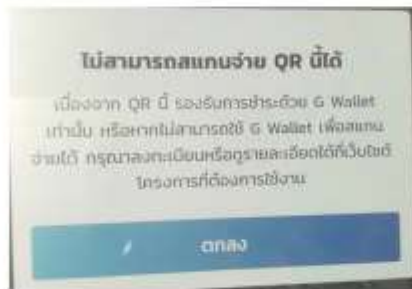 ไม่สามารถสแกนจ่าย QR นี้ได้
เนื่องจาก QR นี้ รองรับการชำระด้วย G Wallet
เท่านั้น หรือหากไม่สามารถใช้ G Wallet เพื่อสแกน
จ่ายได้ กรุณาลงทะเบียนหรือดูรายละเอียดได้ที่เว็บไซต์
โครงการที่ต้องการใช้งาน
ตกลง